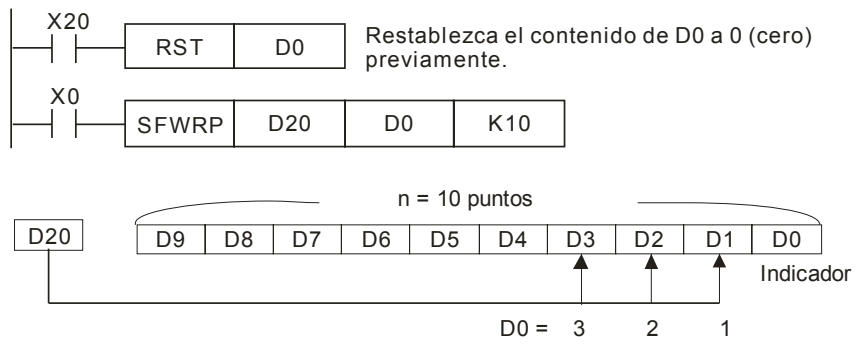 X20
RST D0
Restablezca el contenido de D0 a 0 (cero)
previamente.
X0
SFWRP D20 D0 K10
n = 10 puntos
D20 D9 D8 D7 D6 D5 D4 D3 D2 D1 D0
Indicador
D0 = 3 2 1